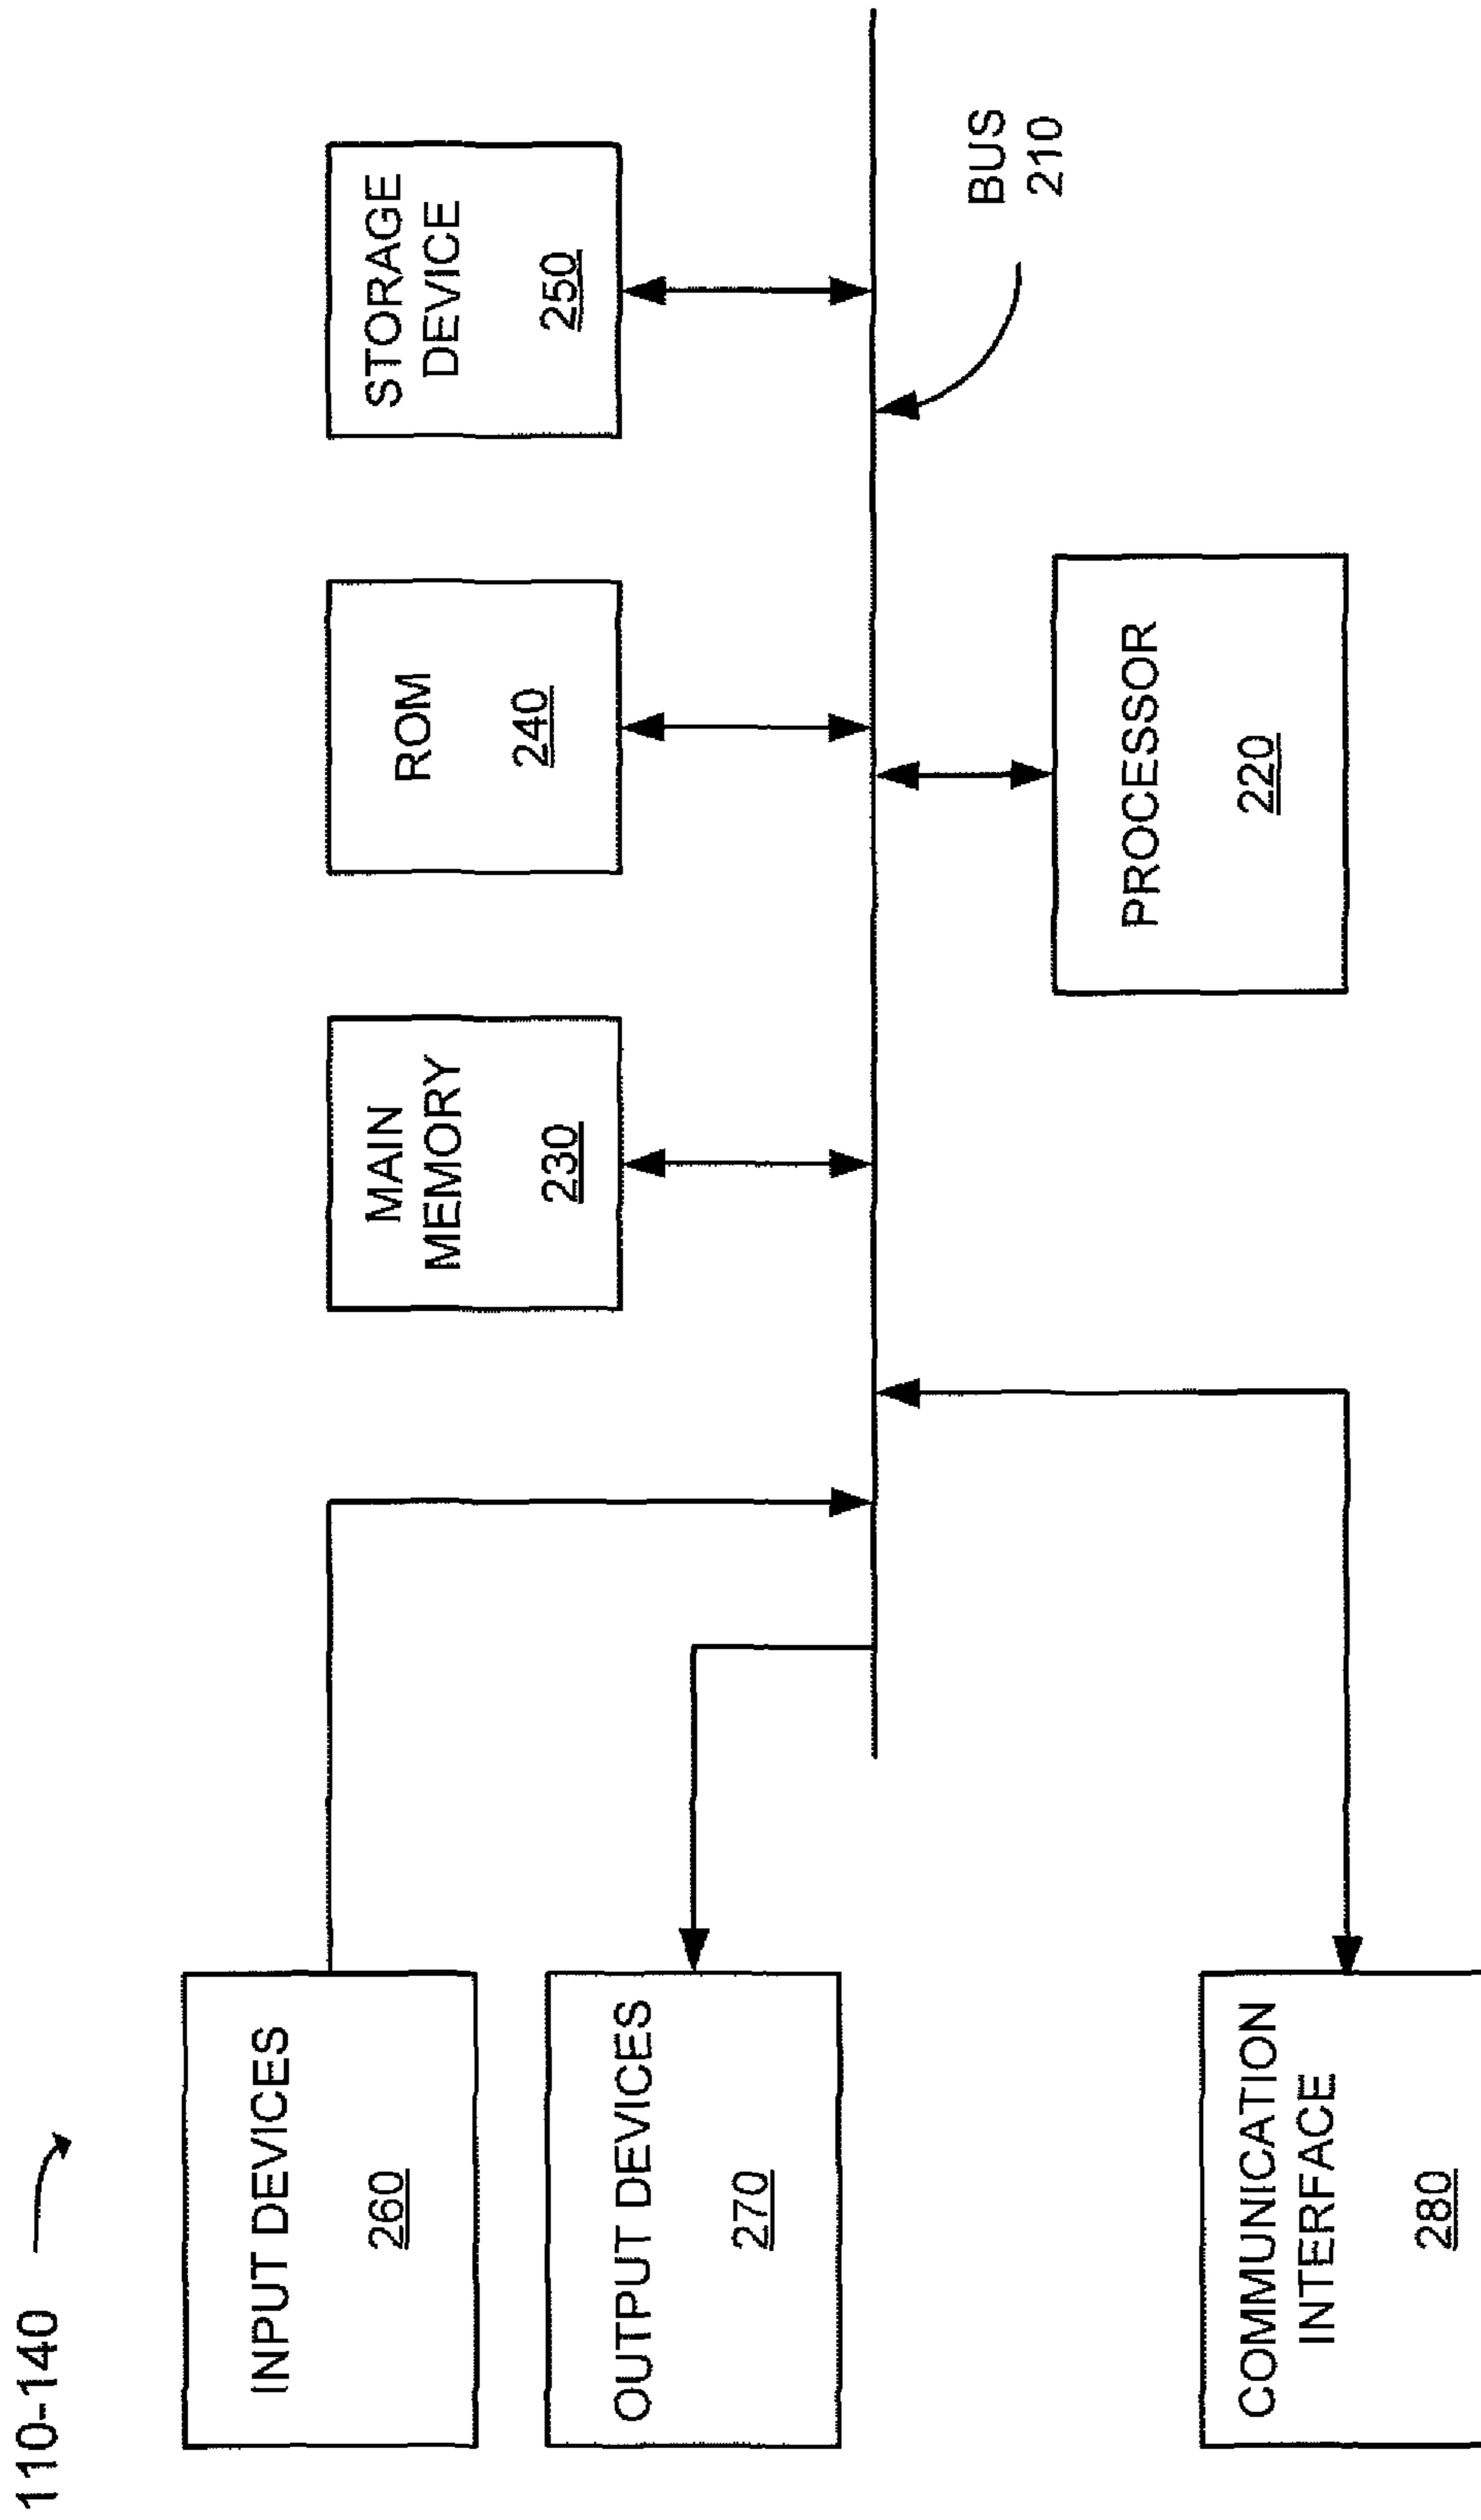 110-140
INPUT DEVICES
260
OUTPUT DEVICES
270
COMMUNICATION
INTERFACE
280
MAIN
MEMORY
230
ROM
240
STORAGE
DEVICE
250
BUS
210
PROCESSOR
220